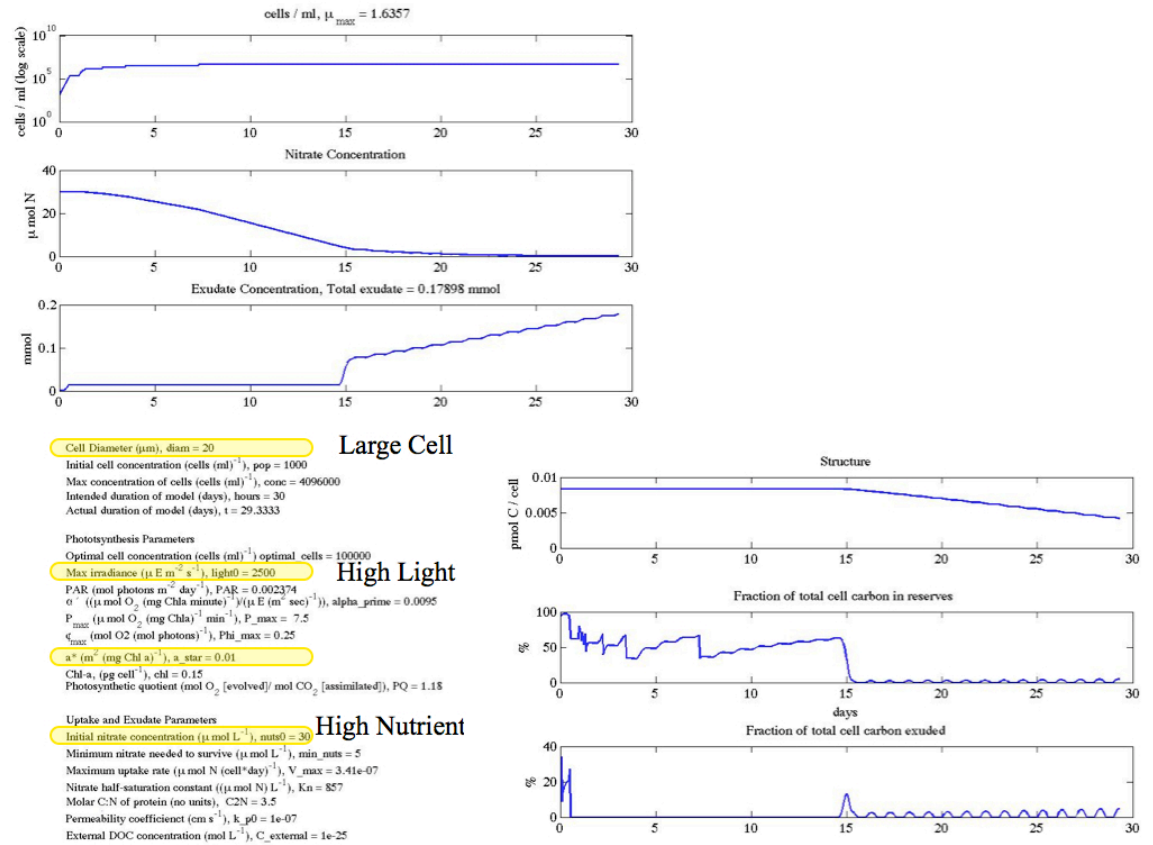 cells / ml, μ max = 1.6357
cells / ml (log scale)
10^10
10^5
10^0
0 5 10 15 20 25 30
Nitrate Concentration
μ mol N
40
20
0
0 5 10 15 20 25 30
Exudate Concentration, Total exudate = 0.17898 mmol
mmol
0.2
0.1
0
0 5 10 15 20 25 30
Cell Diameter (μm), diam = 20
Large Cell
Initial cell concentration (cells (ml)^-1), pop = 1000
Max concentration of cells (cells (ml)^-1), conc = 4096000
Intended duration of model (days), hours = 30
Actual duration of model (days), t = 29.3333
Phototsynthesis Parameters
Optimal cell concentration (cells (ml)^-1) optimal_cells = 100000
Max irradiance (μ E m^-2 s^-1), light0 = 2500
High Light
PAR (mol photons m^-2 day^-1), PAR = 0.002374
α ' ((μ mol O2 (mg Chla minute)^-1)/(μ E (m^2 sec)^-1)), alpha_prime = 0.0095
P max (μ mol O2 (mg Chla)^-1 min^-1), P_max = 7.5
max (mol O2 (mol photons)^-1), Phi_max = 0.25
a* (m^2 (mg Chl a)^-1), a_star = 0.01
Chl-a, (pg cell^-1), chl = 0.15
Photosynthetic quotient (mol O2 [evolved]/ mol CO2 [assimilated]), PQ = 1.18
Uptake and Exudate Parameters
High Nutrient
Initial nitrate concentration (μ mol L^-1), nuts0 = 30
Minimum nitrate needed to survive (μ mol L^-1), min_nuts = 5
Maximum uptake rate (μ mol N (cell*day)^-1), V_max = 3.41e-07
Nitrate half-saturation constant ((μ mol N) L^-1), Kn = 857
Molar C:N of protein (no units), C2N = 3.5
Permeability coefficienct (cm s^-1), k_p0 = 1e-07
External DOC concentration (mol L^-1), C_external = 1e-25
Structure
pmol C / cell
0.01
0.005
0
0 5 10 15 20 25 30
Fraction of total cell carbon in reserves
%
100
50
0
0 5 10 15 20 25 30
days
Fraction of total cell carbon exuded
%
40
20
0
0 5 10 15 20 25 30